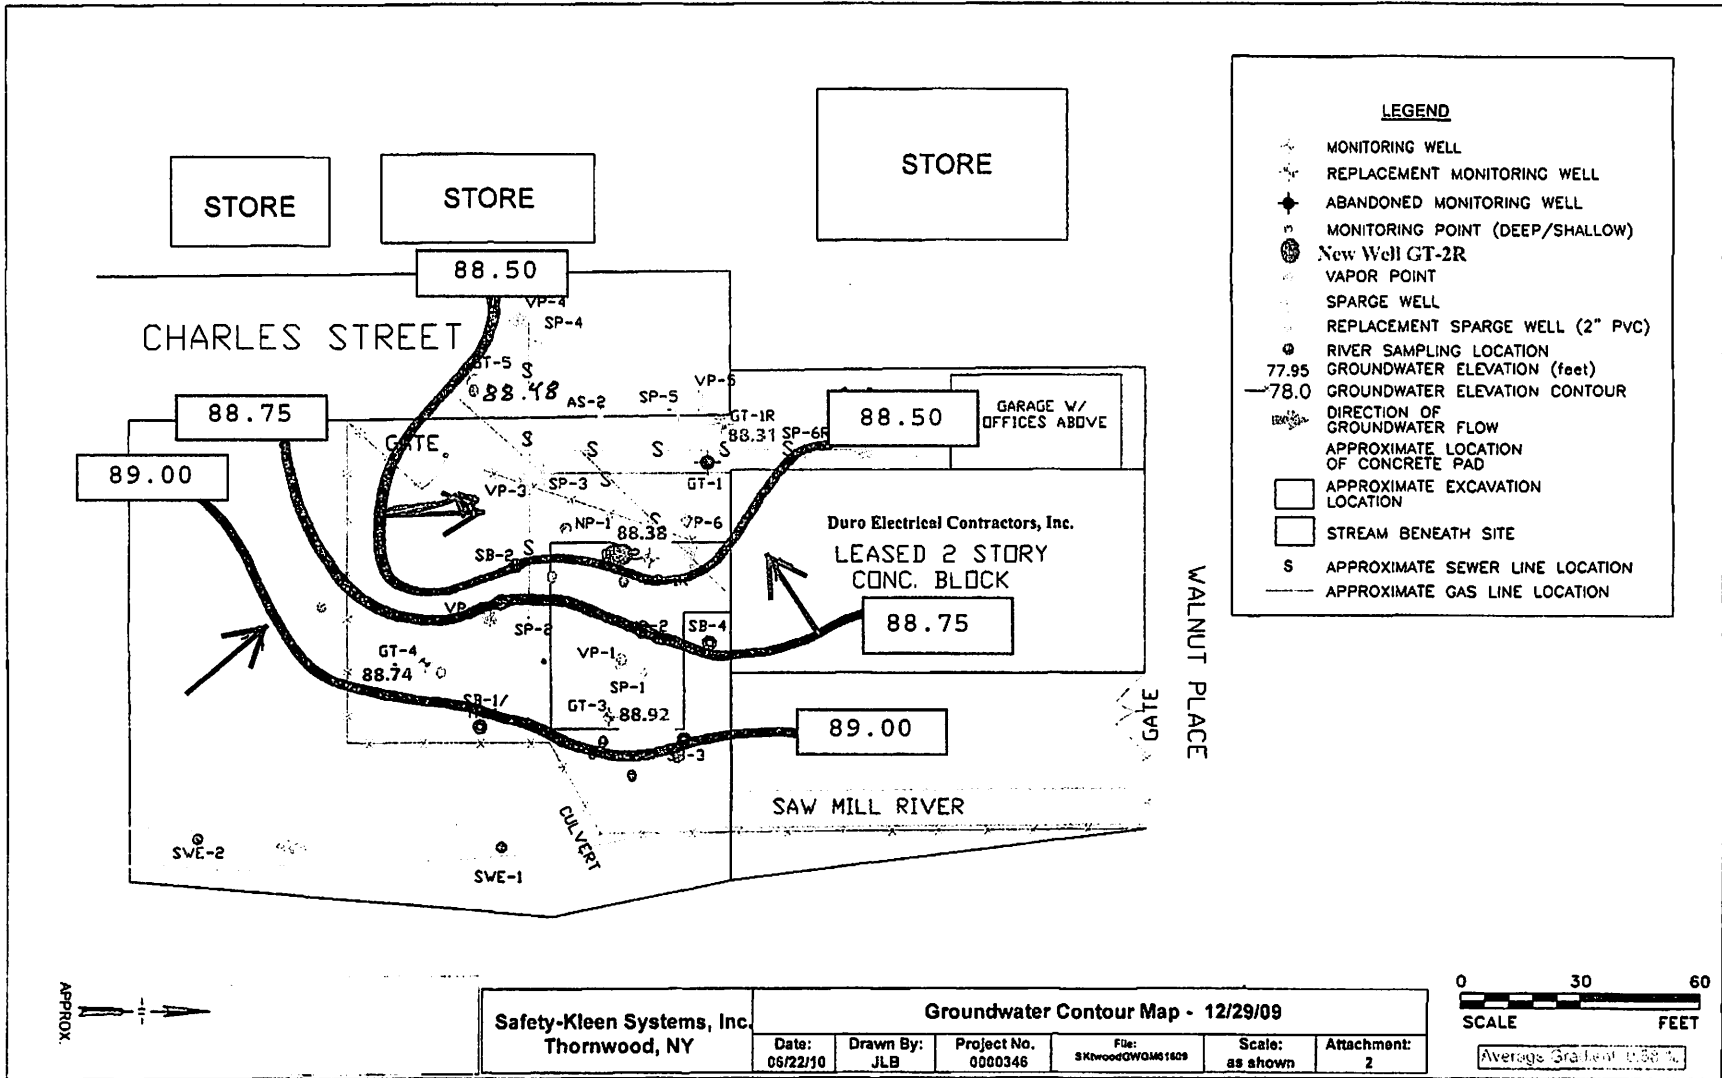 STORE
STORE
STORE
88.50
VP-4
SP-4
CHARLES STREET
GT-5
S
88.48
AS-2
SP-5
VP-5
GT-1R
88.31
SP-6R
88.50
GARAGE W/
OFFICES ABOVE
88.75
GATE
S
S
S
S
S
S
89.00
VP-3
SP-3
GT-1
NP-1
S
VP-6
88.38
Duro Electrical Contractors, Inc.
LEASED 2 STORY
CONC. BLOCK
SB-2
S
VP
SP-2
SB-4
88.75
GT-4
88.74
VP-1
SP-1
SB-1/
GT-3
88.92
89.00
SAW MILL RIVER
CULVERT
SWE-2
SWE-1
WALNUT PLACE
GATE
LEGEND
MONITORING WELL
REPLACEMENT MONITORING WELL
ABANDONED MONITORING WELL
MONITORING POINT (DEEP/SHALLOW)
New Well GT-2R
VAPOR POINT
SPARGE WELL
REPLACEMENT SPARGE WELL (2" PVC)
RIVER SAMPLING LOCATION
77.95 GROUNDWATER ELEVATION (feet)
78.0 GROUNDWATER ELEVATION CONTOUR
DIRECTION OF
GROUNDWATER FLOW
APPROXIMATE LOCATION
OF CONCRETE PAD
APPROXIMATE EXCAVATION
LOCATION
STREAM BENEATH SITE
S APPROXIMATE SEWER LINE LOCATION
APPROXIMATE GAS LINE LOCATION
APPROX.
Safety-Kleen Systems, Inc.
Thornwood, NY
Groundwater Contour Map - 12/29/09
Date:
06/22/10
Drawn By:
JLB
Project No.
0000346
File:
Scale:
as shown
Attachment:
2
0 30 60
SCALE FEET
Average Gradient